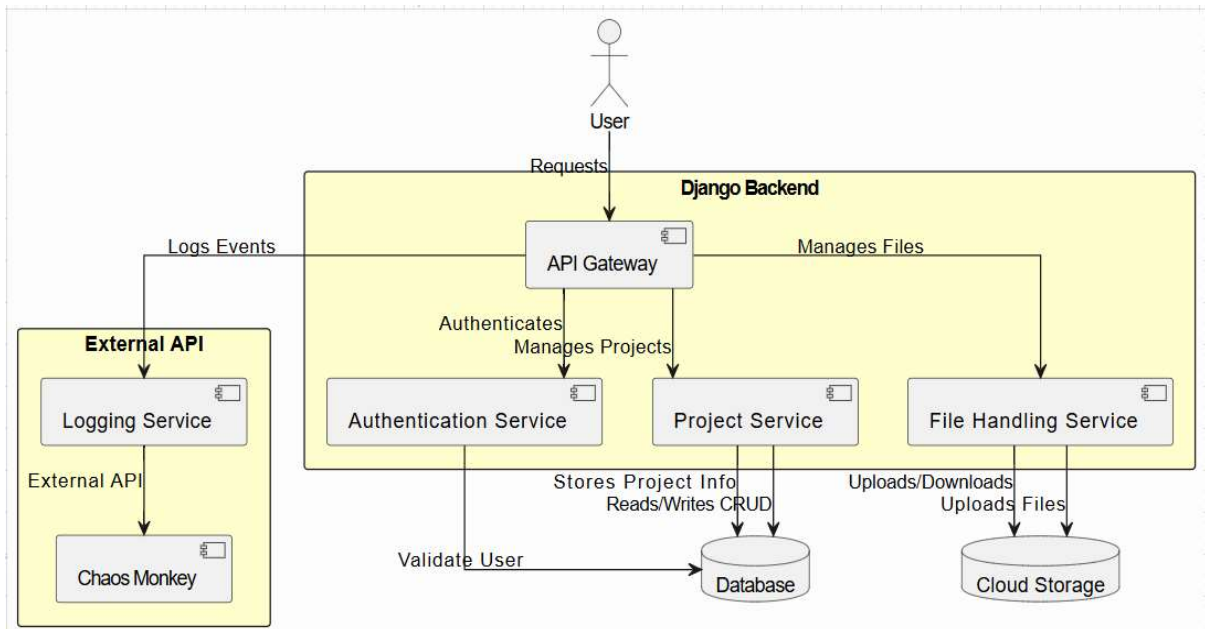 User
Requests
Django Backend
API Gateway
Logs Events
Manages Files
Authenticates
Manages Projects
External API
Logging Service
Authentication Service
Project Service
File Handling Service
External API
Stores Project Info
Reads/Writes CRUD
Uploads/Downloads
Uploads Files
Validate User
Chaos Monkey
Database
Cloud Storage